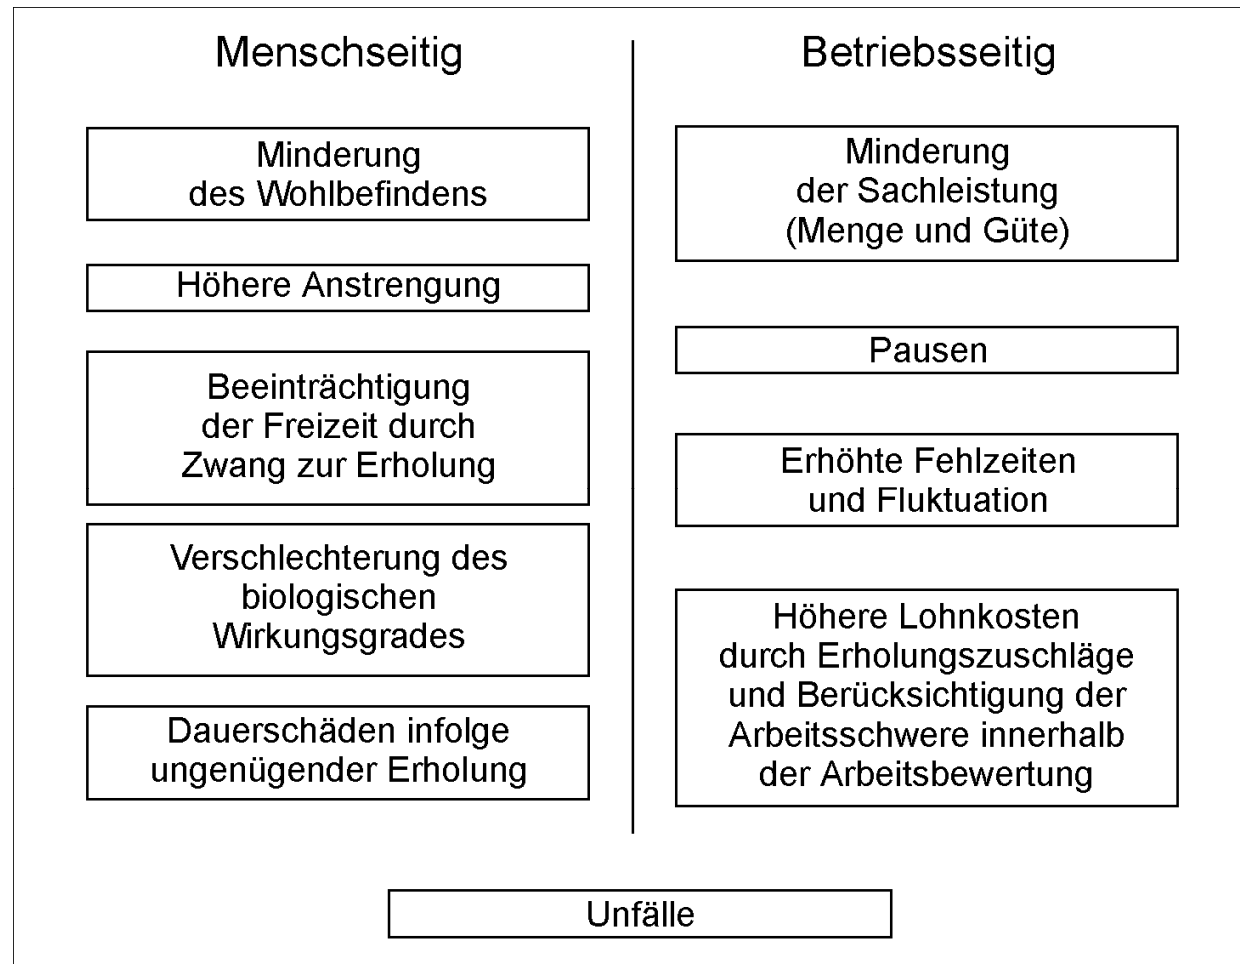 Menschseitig
Minderung
des Wohlbefindens
Höhere Anstrengung
Beeinträchtigung
der Freizeit durch
Zwang zur Erholung
Verschlechterung des
biologischen
Wirkungsgrades
Dauerschäden infolge
ungenügender Erholung
Betriebsseitig
Minderung
der Sachleistung
(Menge und Güte)
Pausen
Erhöhte Fehlzeiten
und Fluktuation
Höhere Lohnkosten
durch Erholungszuschläge
und Berücksichtigung der
Arbeitsschwere innerhalb
der Arbeitsbewertung
Unfälle